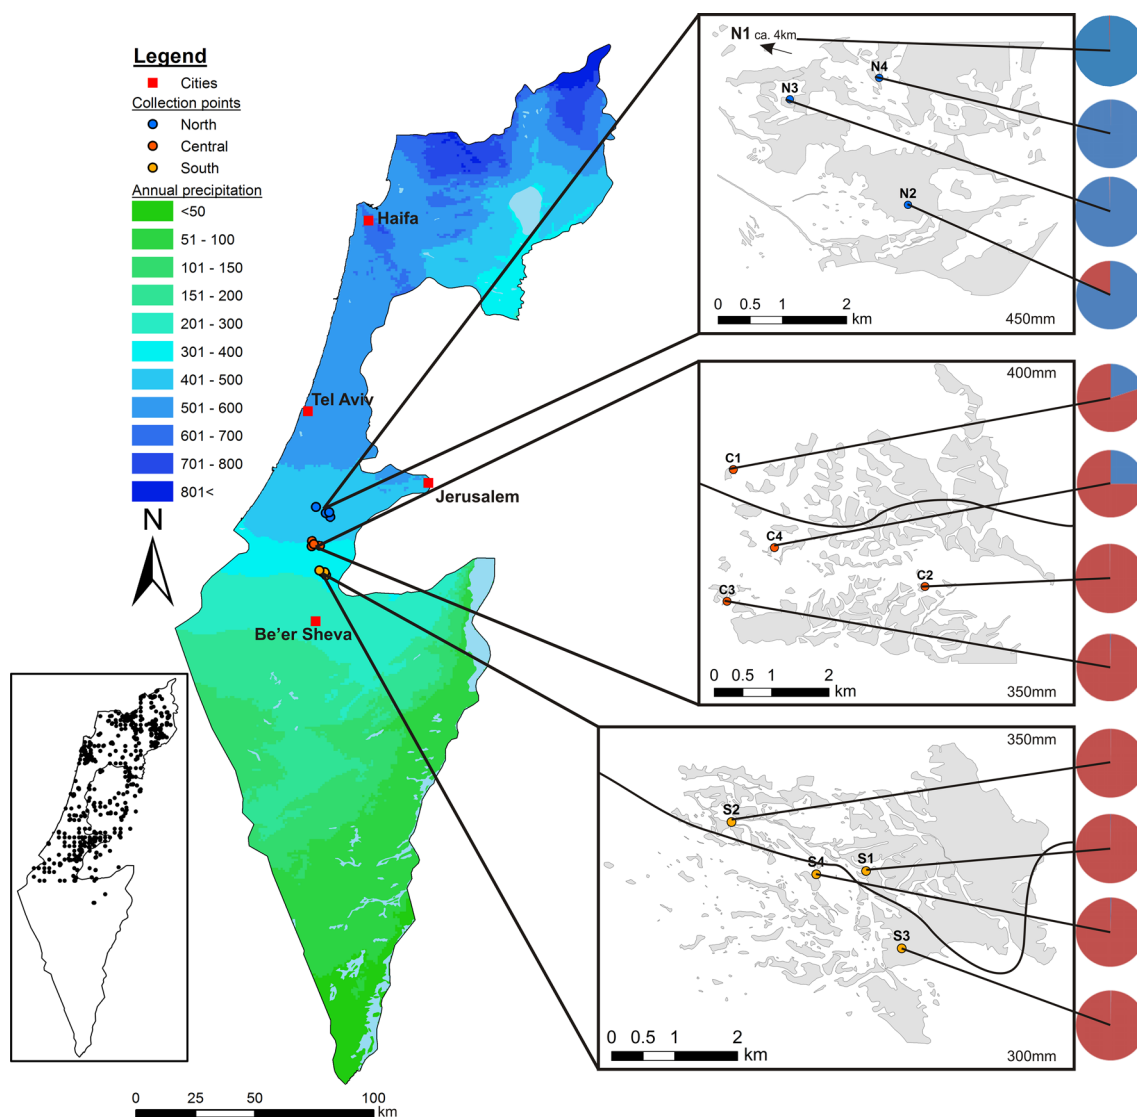 Legend
Cities
Collection points
North
Central
South
Annual precipitation
<50
51 - 100
101 - 150
151 - 200
201 - 300
301 - 400
401 - 500
501 - 600
601 - 700
701 - 800
801<
N
Haifa
Tel Aviv
Jerusalem
Be'er Sheva
0 25 50 100
km
N1 ca. 4km
N4
N3
N2
0 0.5 1 2
km
450mm
400mm
C1
C4
C2
C3
0 0.5 1 2
km
350mm
350mm
S2
S1
S4
S3
0 0.5 1 2
km
300mm